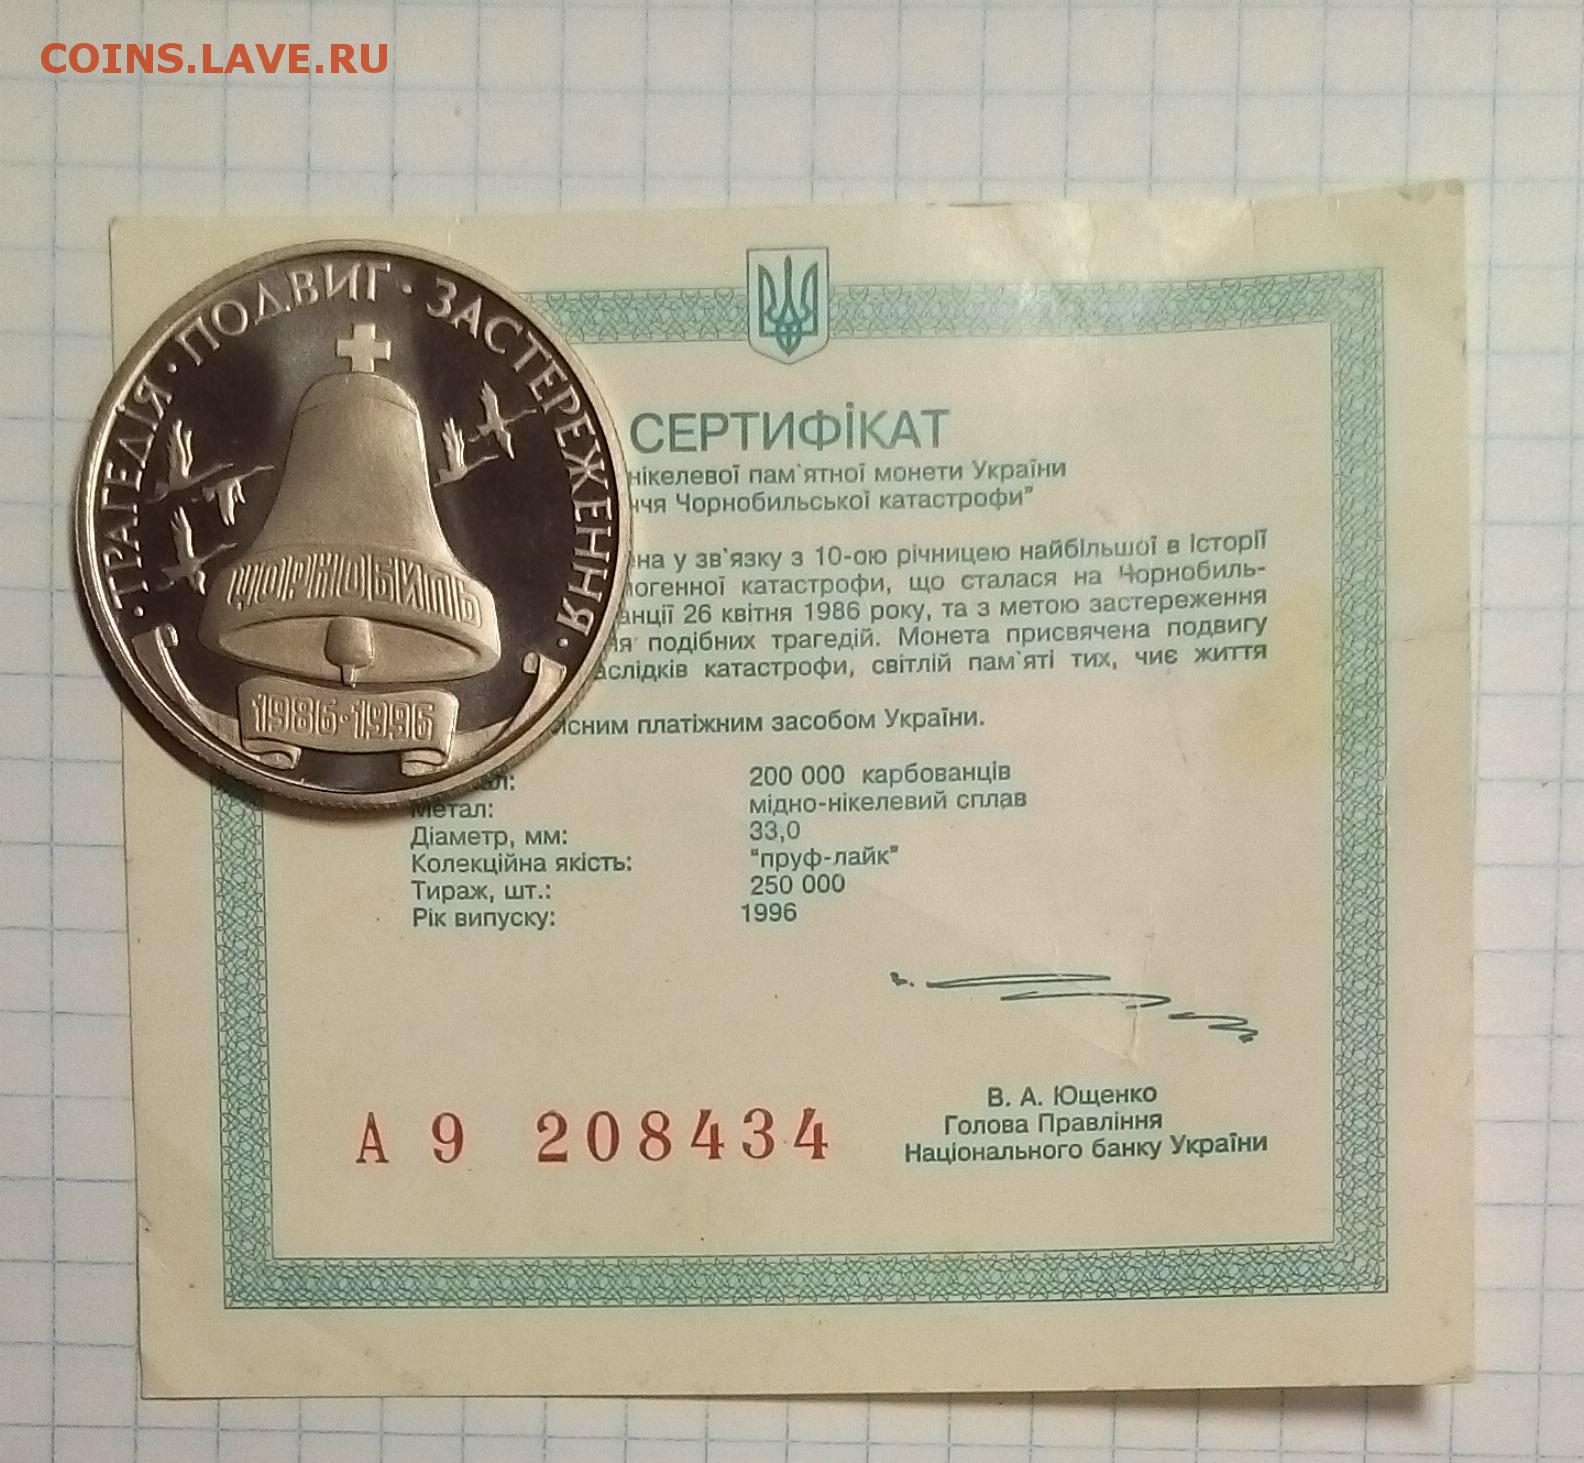 COINS.LAVE.RU
· ТРАГЕДІЯ · ПОДВИГ · ЗАСТЕРЕЖЕННЯ ·
ЧОРНОБИЛЬ
1986·1996
СЕРТИФІКАТ
нікелевої пам`ятної монети України
Чорнобильської катастрофи"
у зв`язку з 10-ою річницею найбільшої в історії
катастрофи, що сталася на Чорнобиль-
26 квітня 1986 року, та з метою застереження
подібних трагедій. Монета присвячена подвигу
катастрофи, світлій пам`яті тих, чиє життя
платіжним засобом України.
200 000 карбованців
Метал: мідно-нікелевий сплав
Діаметр, мм: 33,0
Колекційна якість: "пруф-лайк"
Тираж, шт.: 250 000
Рік випуску: 1996
В. А. Ющенко
Голова Правління
Національного банку України
А 9 208434